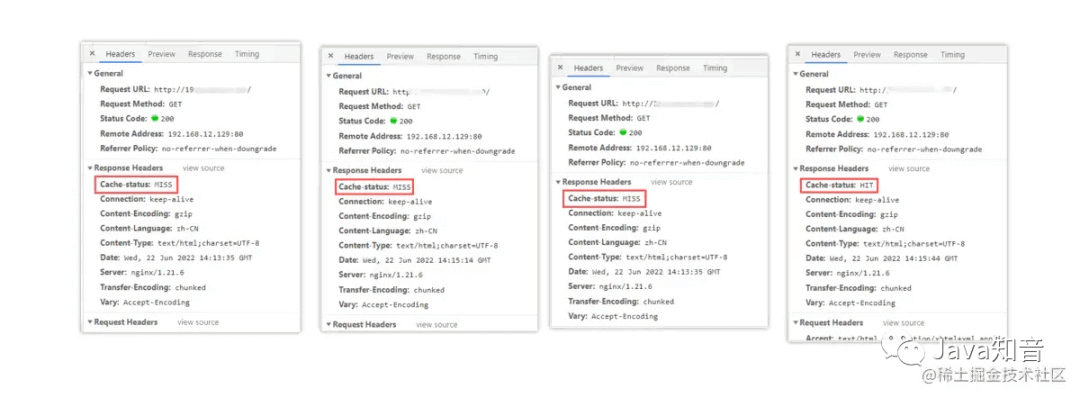 × Headers Preview Response Timing
▼ General
Request URL: http://19 /
Request Method: GET
Status Code: 200
Remote Address: 192.168.12.129:80
Referrer Policy: no-referrer-when-downgrade
▼ Response Headers view source
Cache-status: MISS
Connection: keep-alive
Content-Encoding: gzip
Content-Language: zh-CN
Content-Type: text/html;charset=UTF-8
Date: Wed, 22 Jun 2022 14:13:35 GMT
Server: nginx/1.21.6
Transfer-Encoding: chunked
Vary: Accept-Encoding
▼ Request Headers view source
× Headers Preview Response Timing
▼ General
Request URL: http: /
Request Method: GET
Status Code: 200
Remote Address: 192.168.12.129:80
Referrer Policy: no-referrer-when-downgrade
▼ Response Headers view source
Cache-status: MISS
Connection: keep-alive
Content-Encoding: gzip
Content-Language: zh-CN
Content-Type: text/html;charset=UTF-8
Date: Wed, 22 Jun 2022 14:15:14 GMT
Server: nginx/1.21.6
Transfer-Encoding: chunked
Vary: Accept-Encoding
▼ Request Headers view source
× Headers Preview Response Timing
▼ General
Request URL: http:// /
Request Method: GET
Status Code: 200
Remote Address: 192.168.12.129:80
Referrer Policy: no-referrer-when-downgrade
▼ Response Headers view source
Cache-status: MISS
Connection: keep-alive
Content-Encoding: gzip
Content-Language: zh-CN
Content-Type: text/html;charset=UTF-8
Date: Wed, 22 Jun 2022 14:13:35 GMT
Server: nginx/1.21.6
Transfer-Encoding: chunked
Vary: Accept-Encoding
× Headers Preview Response Timing
▼ General
Request URL: http:/ /
Request Method: GET
Status Code: 200
Remote Address: 192.168.12.129:80
Referrer Policy: no-referrer-when-downgrade
▼ Response Headers view source
Cache-status: HIT
Connection: keep-alive
Content-Encoding: gzip
Content-Language: zh-CN
Content-Type: text/html;charset=UTF-8
Date: Wed, 22 Jun 2022 14:15:44 GMT
Server: nginx/1.21.6
Transfer-Encoding: chunked
Vary: Accept-Encoding
▼ Request Headers view source
Java知音
@稀土掘金技术社区